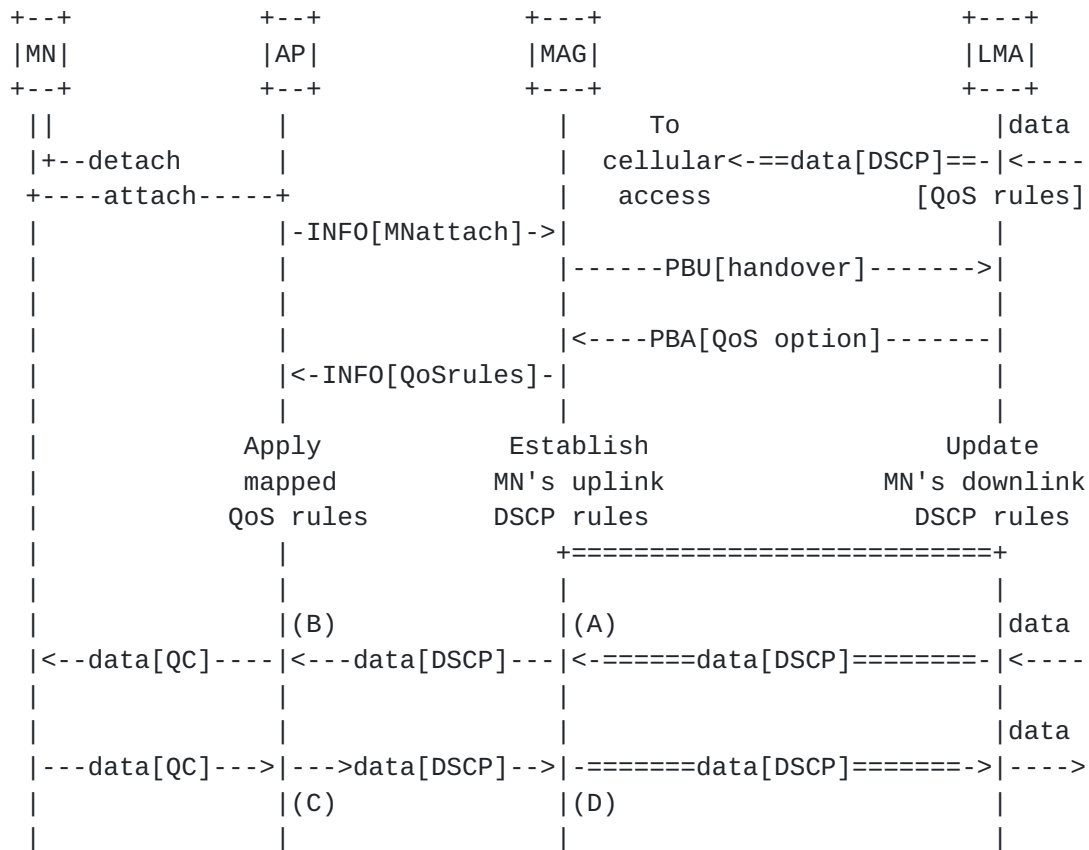 +--+            +--+             +---+                       +---+
|MN|            |AP|             |MAG|                       |LMA|
+--+            +--+             +---+                       +---+
 ||              |                 |     To                    |data
 |+--detach      |                 |  cellular<-==data[DSCP]==-|<----
 +----attach-----+                 |   access            [QoS rules]
 |               |-INFO[MNattach]->|                           |
 |               |                 |------PBU[handover]------->|
 |               |                 |                           |
 |               |                 |<----PBA[QoS option]-------|
 |               |<-INFO[QoSrules]-|                           |
 |               |                 |                           |
 |             Apply           Establish                    Update
 |             mapped         MN's uplink             MN's downlink
 |            QoS rules       DSCP rules                DSCP rules
 |               |                 +===========================+
 |               |                 |                           |
 |               |(B)              |(A)                        |data
 |<--data[QC]----|<---data[DSCP]---|<-======data[DSCP]========-|<----
 |               |                 |                           |
 |               |                 |                           |data
 |---data[QC]--->|--->data[DSCP]-->|-=======data[DSCP]=======->|---->
 |               |(C)              |(D)                        |
 |               |                 |                           |